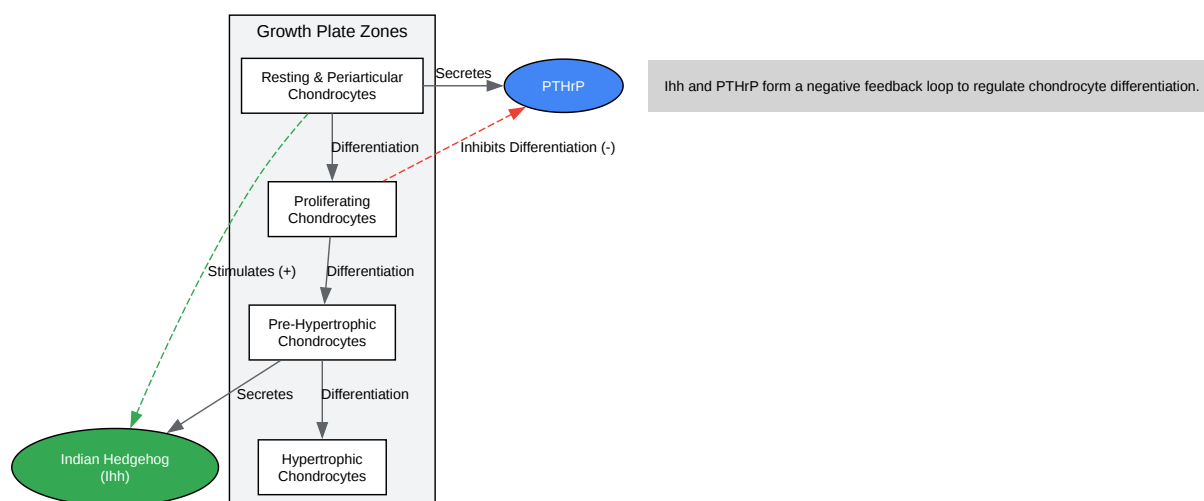 Growth Plate Zones
Resting & Periarticular
Chondrocytes
Secretes
PTHrP
Ihh and PTHrP form a negative feedback loop to regulate chondrocyte differentiation.
Differentiation
Inhibits Differentiation (-)
Proliferating
Chondrocytes
Stimulates (+)
Differentiation
Pre-Hypertrophic
Chondrocytes
Secretes
Differentiation
Indian Hedgehog
(Ihh)
Hypertrophic
Chondrocytes